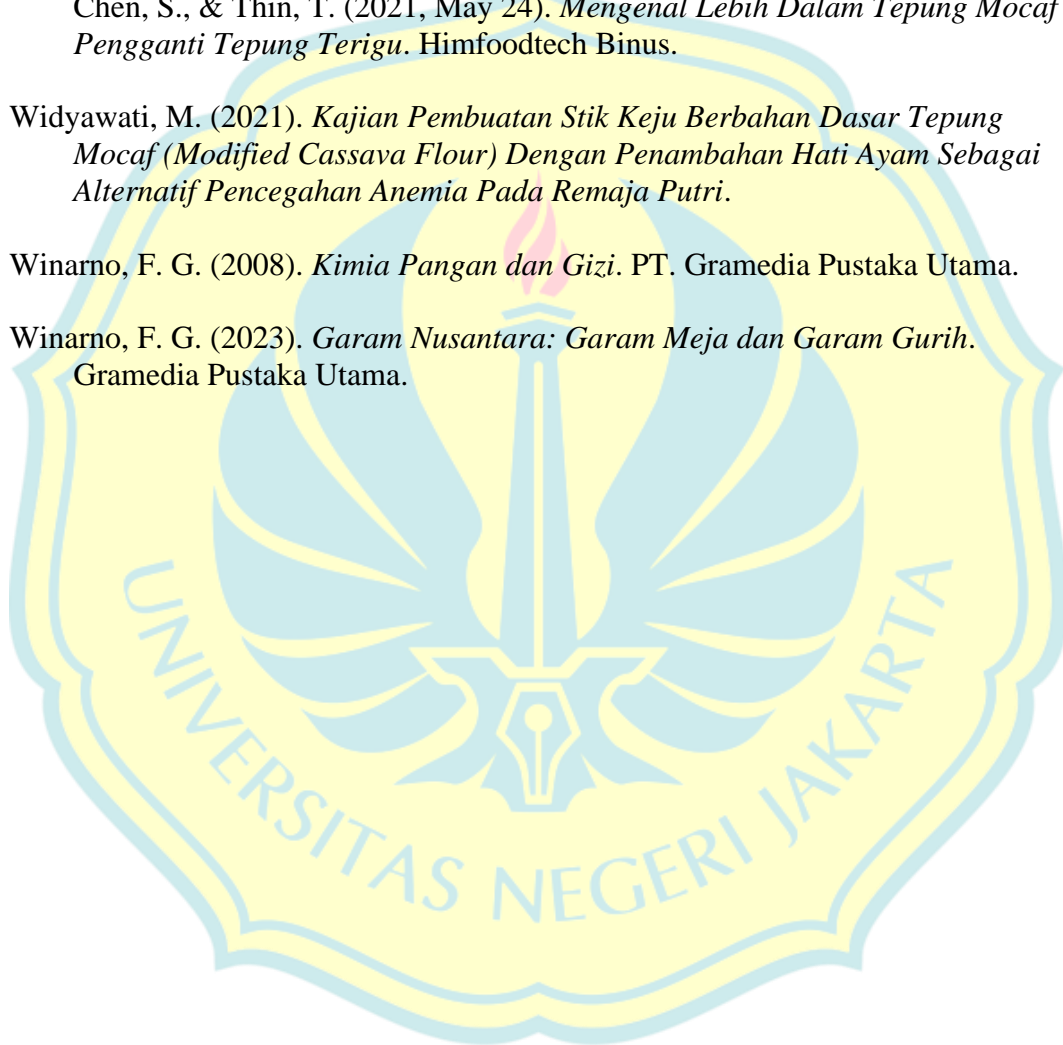 Chen, S., & Thin, T. (2021, May 24). Mengenal Lebih Dalam Tepung Mocaf
Pengganti Tepung Terigu. Himfoodtech Binus.
Widyawati, M. (2021). Kajian Pembuatan Stik Keju Berbahan Dasar Tepung
Mocaf (Modified Cassava Flour) Dengan Penambahan Hati Ayam Sebagai
Alternatif Pencegahan Anemia Pada Remaja Putri.
Winarno, F. G. (2008). Kimia Pangan dan Gizi. PT. Gramedia Pustaka Utama.
Winarno, F. G. (2023). Garam Nusantara: Garam Meja dan Garam Gurih.
Gramedia Pustaka Utama.
UNIVERSITAS NEGERI JAKARTA